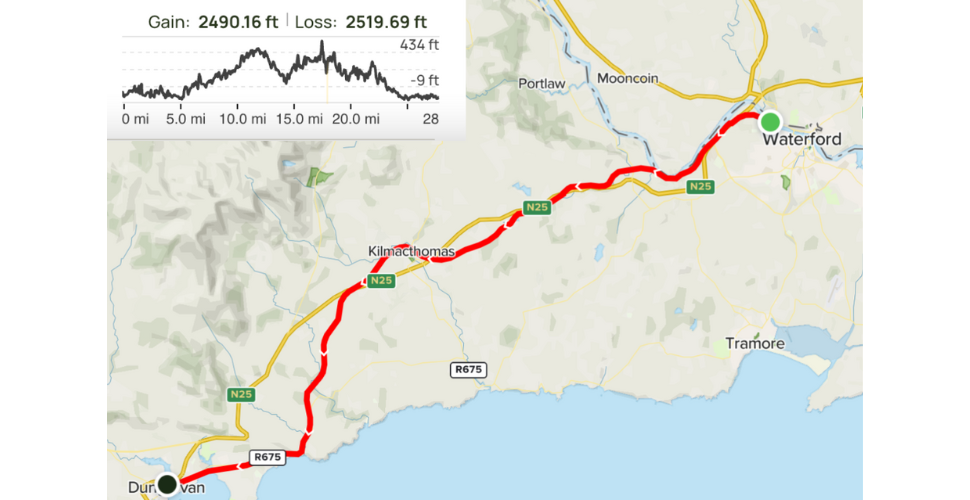 Gain: 2490.16 ft | Loss: 2519.69 ft
434 ft
-9 ft
0 mi 5.0 mi 10.0 mi 15.0 mi 20.0 mi 28
Portlaw
Mooncoin
Waterford
N25
N25
Kilmacthomas
N25
Tramore
R675
N25
R675
Dun van